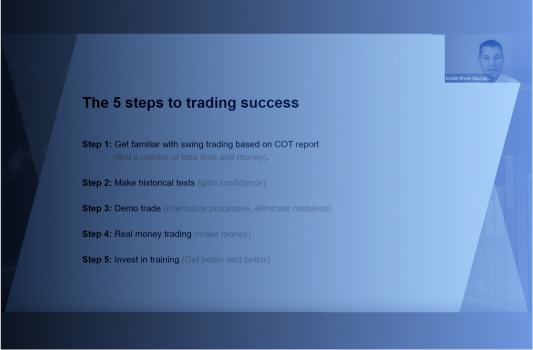 The 5 steps to trading success
Step 1: Get familiar with swing trading based on COT report
(find a mentor or lose time and money).
Step 2: Make historical tests (gain confidence)
Step 3: Demo trade (internalize processes, eliminate mistakes)
Step 4: Real money trading (make money)
Step 5: Invest in training (Get better and better)